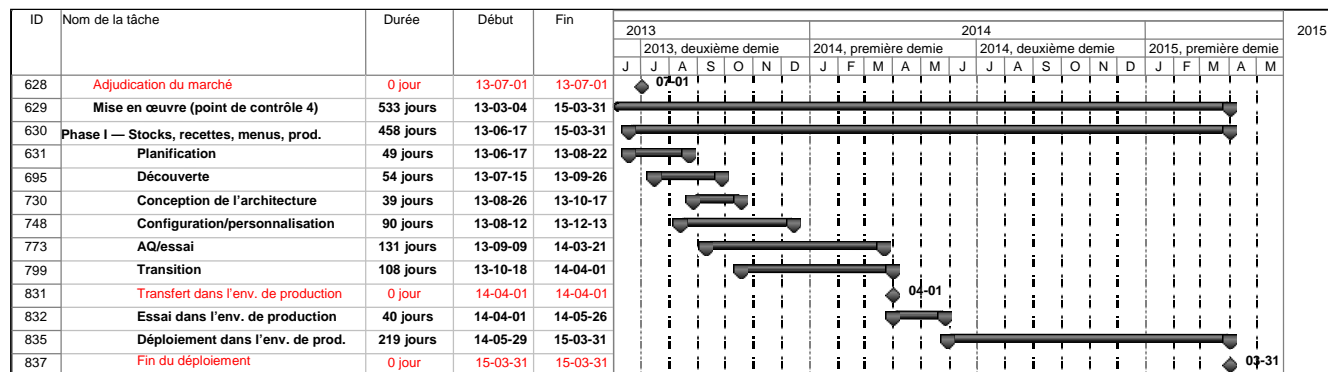 ID Nom de la tâche Durée Début Fin
2013 2014 2015
2013, deuxième demie 2014, première demie 2014, deuxième demie 2015, première demie
J J A S O N D J F M A M J J A S O N D J F M A M
628 Adjudication du marché 0 jour 13-07-01 13-07-01 07-01
629 Mise en œuvre (point de contrôle 4) 533 jours 13-03-04 15-03-31
630 Phase I — Stocks, recettes, menus, prod. 458 jours 13-06-17 15-03-31
631 Planification 49 jours 13-06-17 13-08-22
695 Découverte 54 jours 13-07-15 13-09-26
730 Conception de l'architecture 39 jours 13-08-26 13-10-17
748 Configuration/personnalisation 90 jours 13-08-12 13-12-13
773 AQ/essai 131 jours 13-09-09 14-03-21
799 Transition 108 jours 13-10-18 14-04-01
831 Transfert dans l'env. de production 0 jour 14-04-01 14-04-01 04-01
832 Essai dans l'env. de production 40 jours 14-04-01 14-05-26
835 Déploiement dans l'env. de prod. 219 jours 14-05-29 15-03-31
837 Fin du déploiement 0 jour 15-03-31 15-03-31 03-31